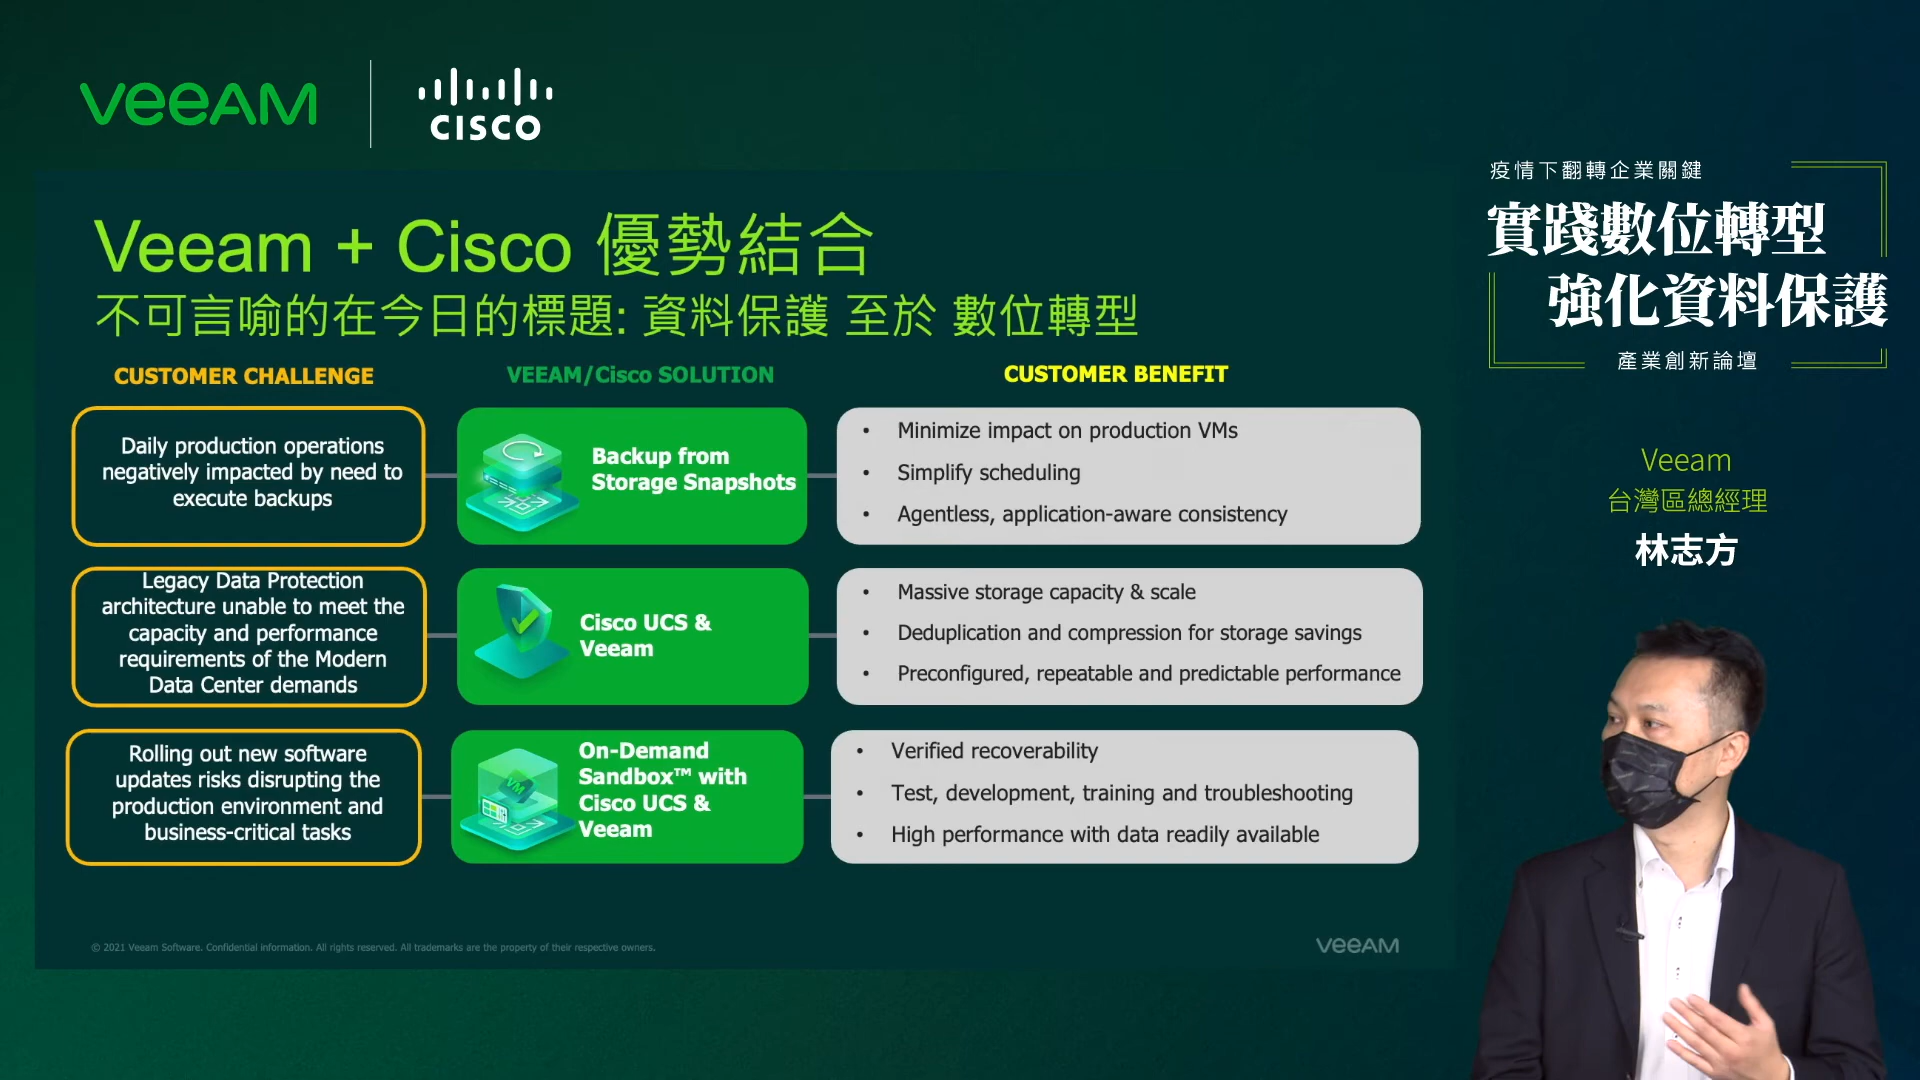 veeAM
CISCO
Veeam + Cisco 優勢結合
不可言喻的在今日的標題: 資料保護 至於 數位轉型
CUSTOMER CHALLENGE
VEEAM/Cisco SOLUTION
CUSTOMER BENEFIT
Daily production operations
negatively impacted by need to
execute backups
Backup from
Storage Snapshots
• Minimize impact on production VMs
• Simplify scheduling
• Agentless, application-aware consistency
Legacy Data Protection
architecture unable to meet the
capacity and performance
requirements of the Modern
Data Center demands
Cisco UCS &
Veeam
• Massive storage capacity & scale
• Deduplication and compression for storage savings
• Preconfigured, repeatable and predictable performance
Rolling out new software
updates risks disrupting the
production environment and
business-critical tasks
VM
On-Demand
Sandbox™ with
Cisco UCS &
Veeam
• Verified recoverability
• Test, development, training and troubleshooting
• High performance with data readily available
© 2021 Veeam Software. Confidential information. All rights reserved. All trademarks are the property of their respective owners.
veeAM
疫情下翻轉企業關鍵
實踐數位轉型
強化資料保護
產業創新論壇
Veeam
台灣區總經理
林志方